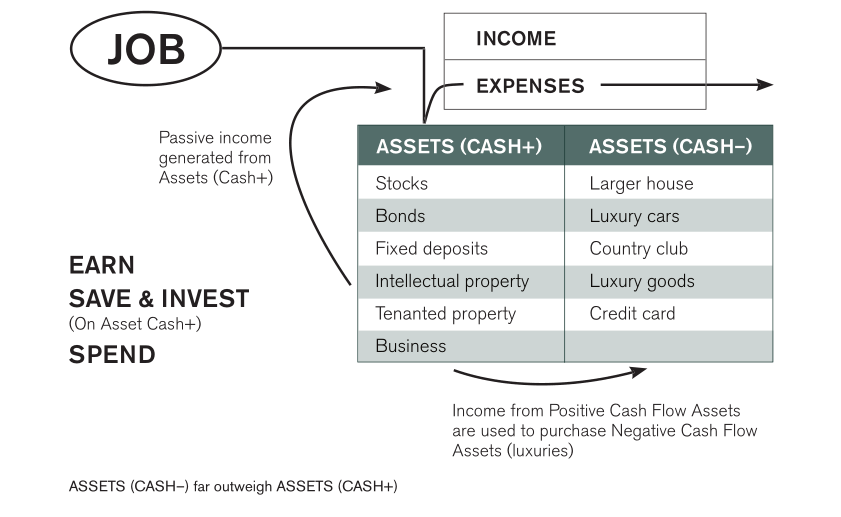 JOB
INCOME
EXPENSES
Passive income
generated from
Assets (Cash+)
ASSETS (CASH+) ASSETS (CASH–)
Stocks Larger house
Bonds Luxury cars
Fixed deposits Country club
Intellectual property Luxury goods
Tenanted property Credit card
Business
EARN
SAVE & INVEST
(On Asset Cash+)
SPEND
Income from Positive Cash Flow Assets
are used to purchase Negative Cash Flow
Assets (luxuries)
ASSETS (CASH–) far outweigh ASSETS (CASH+)